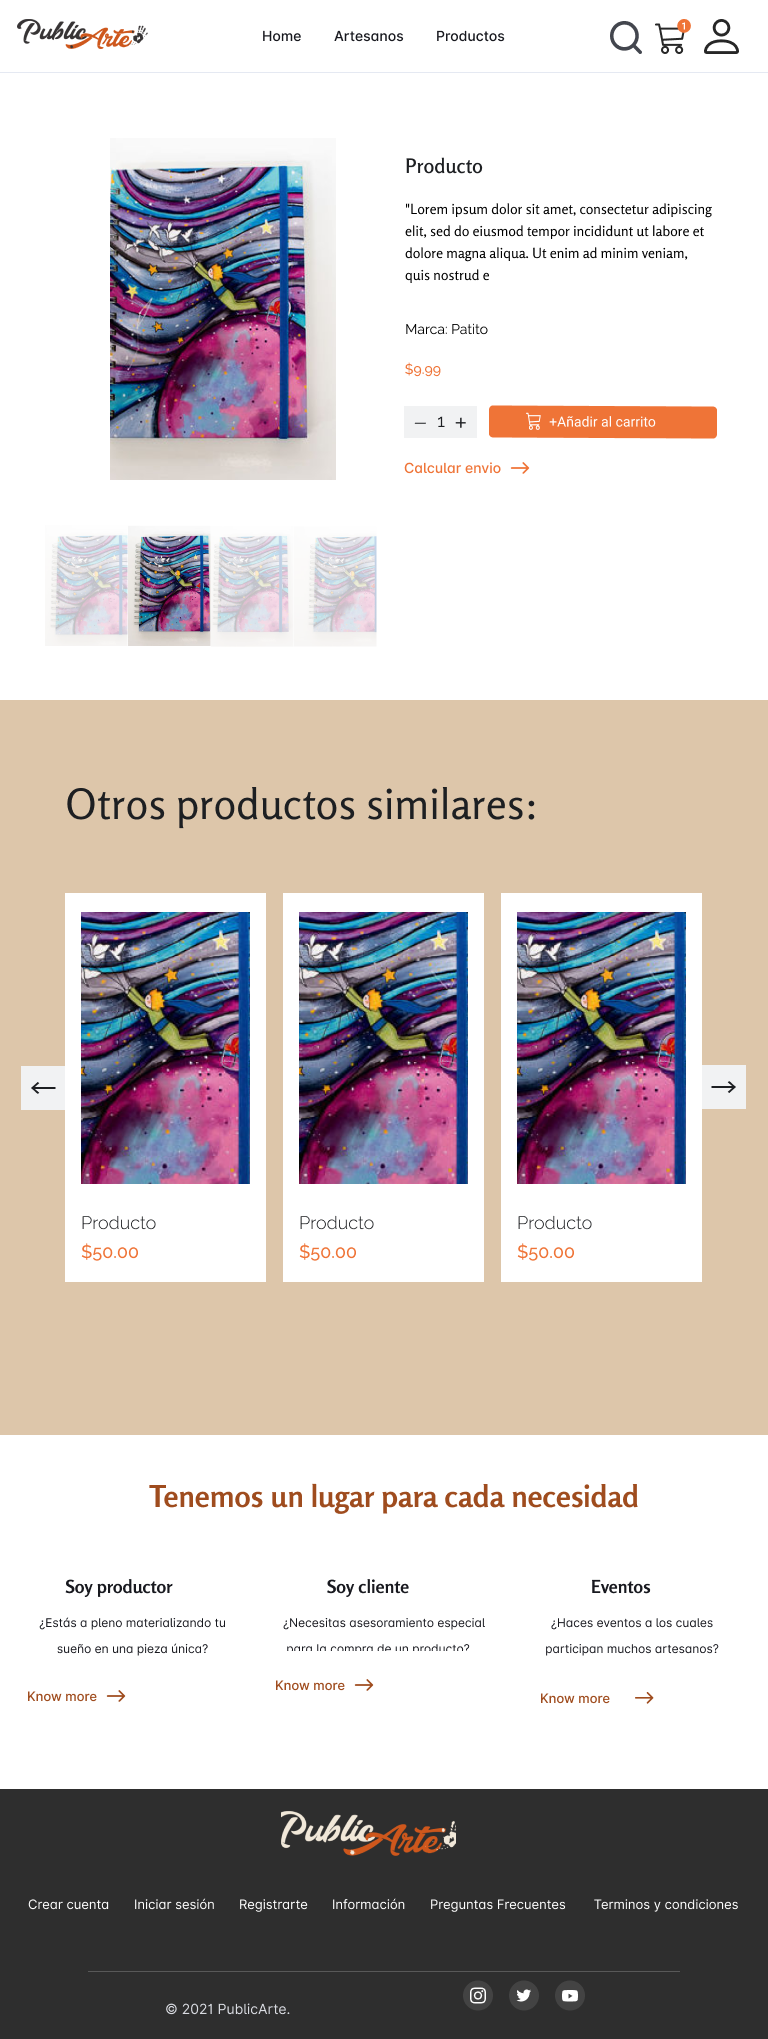 PublicArte
Home Artesanos Productos
1
Producto
"Lorem ipsum dolor sit amet, consectetur adipiscing
elit, sed do eiusmod tempor incididunt ut labore et
dolore magna aliqua. Ut enim ad minim veniam,
quis nostrud e
Marca: Patito
$9.99
– 1 +
+Añadir al carrito
Calcular envio →
Otros productos similares:
← →
Producto Producto Producto
$50.00 $50.00 $50.00
Tenemos un lugar para cada necesidad
Soy productor
¿Estás a pleno materializando tu
sueño en una pieza única?
Know more →
Soy cliente
¿Necesitas asesoramiento especial
para la compra de un producto?
Know more →
Eventos
¿Haces eventos a los cuales
participan muchos artesanos?
Know more →
PublicArte
Crear cuenta Iniciar sesión Registrarte Información Preguntas Frecuentes Terminos y condiciones
© 2021 PublicArte.